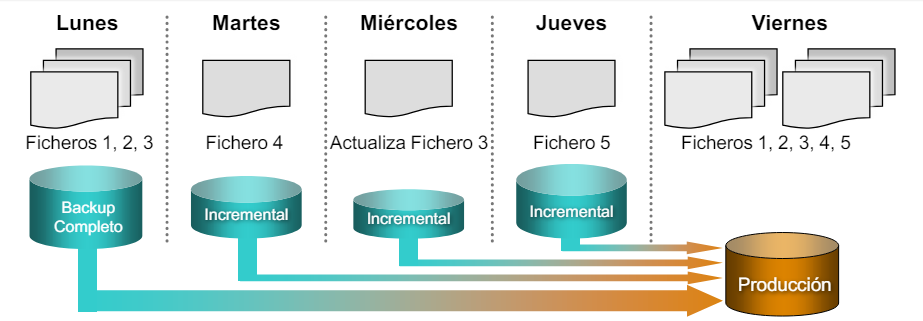 Lunes
Martes
Miércoles
Jueves
Viernes
Ficheros 1, 2, 3
Fichero 4
Actualiza Fichero 3
Fichero 5
Ficheros 1, 2, 3, 4, 5
Backup
Completo
Incremental
Incremental
Incremental
Producción